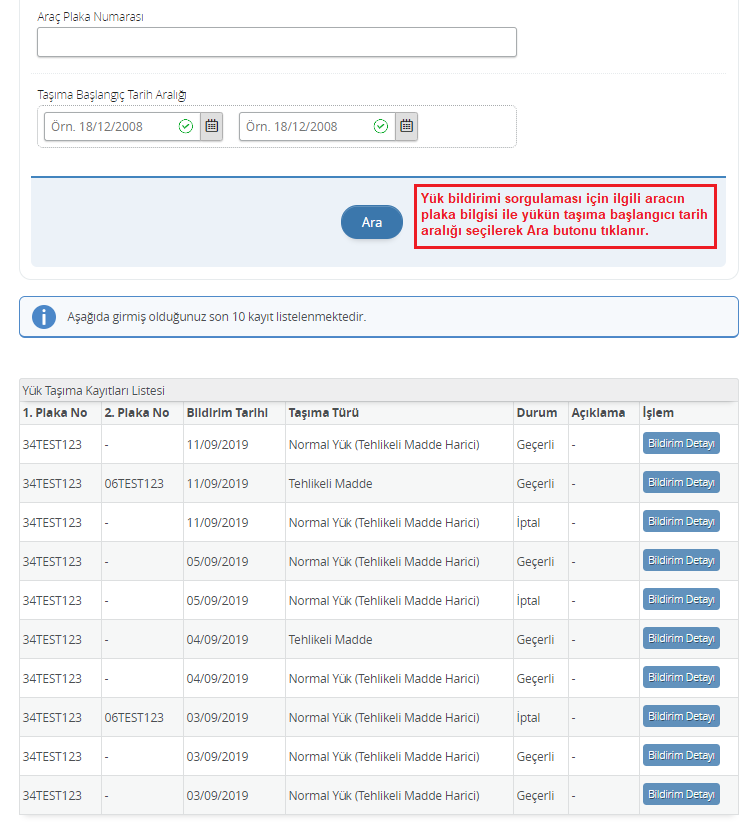 Araç Plaka Numarası
Taşıma Başlangıç Tarih Aralığı
Örn. 18/12/2008 Örn. 18/12/2008
Ara
Yük bildirimi sorgulaması için ilgili aracın
plaka bilgisi ile yükün taşıma başlangıcı tarih
aralığı seçilerek Ara butonu tıklanır.
Aşağıda girmiş olduğunuz son 10 kayıt listelenmektedir.
Yük Taşıma Kayıtları Listesi
1. Plaka No 2. Plaka No Bildirim Tarihi Taşıma Türü Durum Açıklama İşlem
34TEST123 - 11/09/2019 Normal Yük (Tehlikeli Madde Harici) Geçerli - Bildirim Detayı
34TEST123 06TEST123 11/09/2019 Tehlikeli Madde Geçerli - Bildirim Detayı
34TEST123 - 11/09/2019 Normal Yük (Tehlikeli Madde Harici) İptal - Bildirim Detayı
34TEST123 - 05/09/2019 Normal Yük (Tehlikeli Madde Harici) Geçerli - Bildirim Detayı
34TEST123 - 05/09/2019 Normal Yük (Tehlikeli Madde Harici) İptal - Bildirim Detayı
34TEST123 - 04/09/2019 Tehlikeli Madde Geçerli - Bildirim Detayı
34TEST123 - 04/09/2019 Normal Yük (Tehlikeli Madde Harici) Geçerli - Bildirim Detayı
34TEST123 06TEST123 03/09/2019 Normal Yük (Tehlikeli Madde Harici) İptal - Bildirim Detayı
34TEST123 - 03/09/2019 Normal Yük (Tehlikeli Madde Harici) Geçerli - Bildirim Detayı
34TEST123 - 03/09/2019 Normal Yük (Tehlikeli Madde Harici) Geçerli - Bildirim Detayı